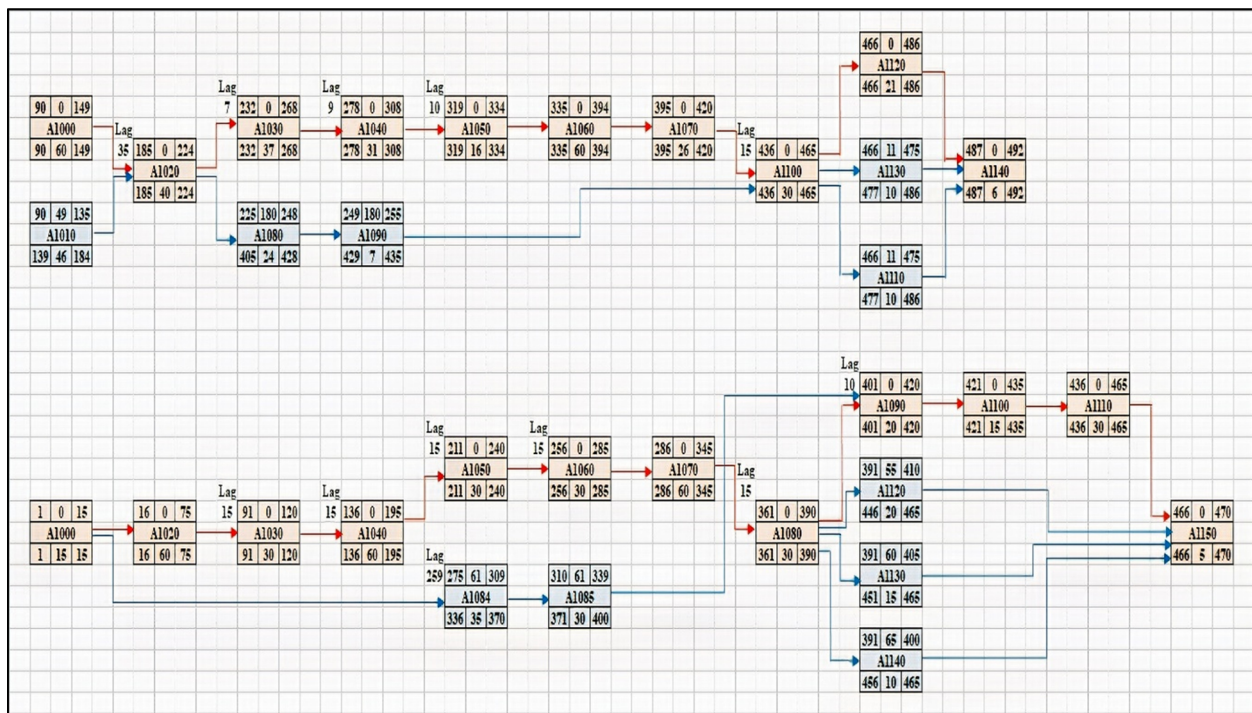 466 0 486
A1120
466 21 486
Lag
7
232 0 268
A1030
232 37 268
Lag
9
278 0 308
A1040
278 31 308
Lag
10
319 0 334
A1050
319 16 334
335 0 394
A1060
335 60 394
395 0 420
A1070
395 26 420
90 0 149
A1000
90 60 149
Lag
35
185 0 224
A1020
185 40 224
Lag
15
436 0 465
A1100
436 30 465
466 11 475
A1130
477 10 486
487 0 492
A1140
487 6 492
90 49 135
A1010
139 46 184
225 180 248
A1080
405 24 428
249 180 255
A1090
429 7 435
466 11 475
A1110
477 10 486
Lag
10
401 0 420
A1090
401 20 420
421 0 435
A1100
421 15 435
436 0 465
A1110
436 30 465
Lag
15
211 0 240
A1050
211 30 240
Lag
15
256 0 285
A1060
256 30 285
286 0 345
A1070
286 60 345
391 55 410
A1120
446 20 465
1 0 15
A1000
1 15 15
16 0 75
A1020
16 60 75
Lag
15
91 0 120
A1030
91 30 120
Lag
15
136 0 195
A1040
136 60 195
Lag
15
361 0 390
A1080
361 30 390
466 0 470
A1150
466 5 470
Lag
259
275 61 309
A1084
336 35 370
310 61 339
A1085
371 30 400
391 60 405
A1130
451 15 465
391 65 400
A1140
456 10 465